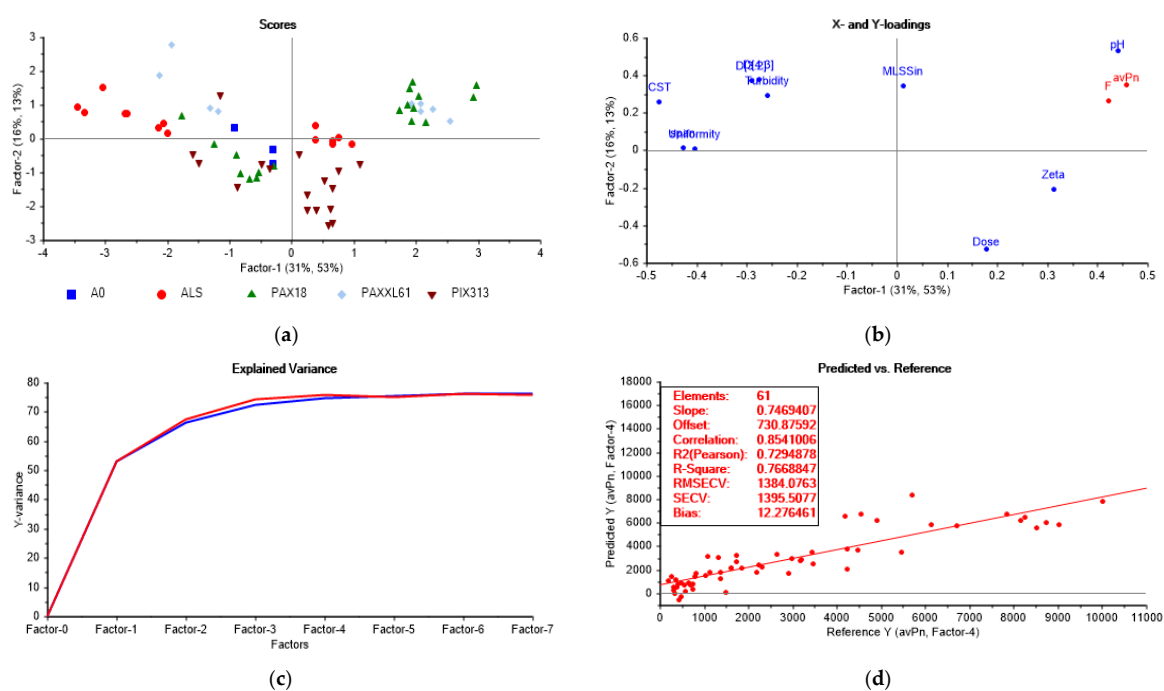 Scores
3
2
1
0
-1
-2
-3
-4
-3
-2
-1
0
1
2
3
4
Factor-2 (16%, 13%)
Factor-1 (31%, 53%)
A0
ALS
PAX18
PAXXL61
PIX313
(a)
X- and Y-loadings
0.6
0.4
0.2
0
-0.2
-0.4
-0.6
-0.5
-0.4
-0.3
-0.2
-0.1
0
0.1
0.2
0.3
0.4
0.5
Factor-2 (16%, 13%)
Factor-1 (31%, 53%)
pH
avPn
F
MLSSin
Turbidity
CST
Uniformity
Zeta
Dose
(b)
Explained Variance
80
70
60
50
40
30
20
10
0
Y-variance
Factor-0
Factor-1
Factor-2
Factor-3
Factor-4
Factor-5
Factor-6
Factor-7
Factors
(c)
Predicted vs. Reference
18000
16000
14000
12000
10000
8000
6000
4000
2000
0
Predicted Y (avPn, Factor-4)
Elements: 61
Slope: 0.7469407
Offset: 730.87592
Correlation: 0.8541006
R2(Pearson): 0.7294878
R-Square: 0.7668847
RMSECV: 1384.0763
SECV: 1395.5077
Bias: 12.276461
0
1000
2000
3000
4000
5000
6000
7000
8000
9000
10000
11000
Reference Y (avPn, Factor-4)
(d)